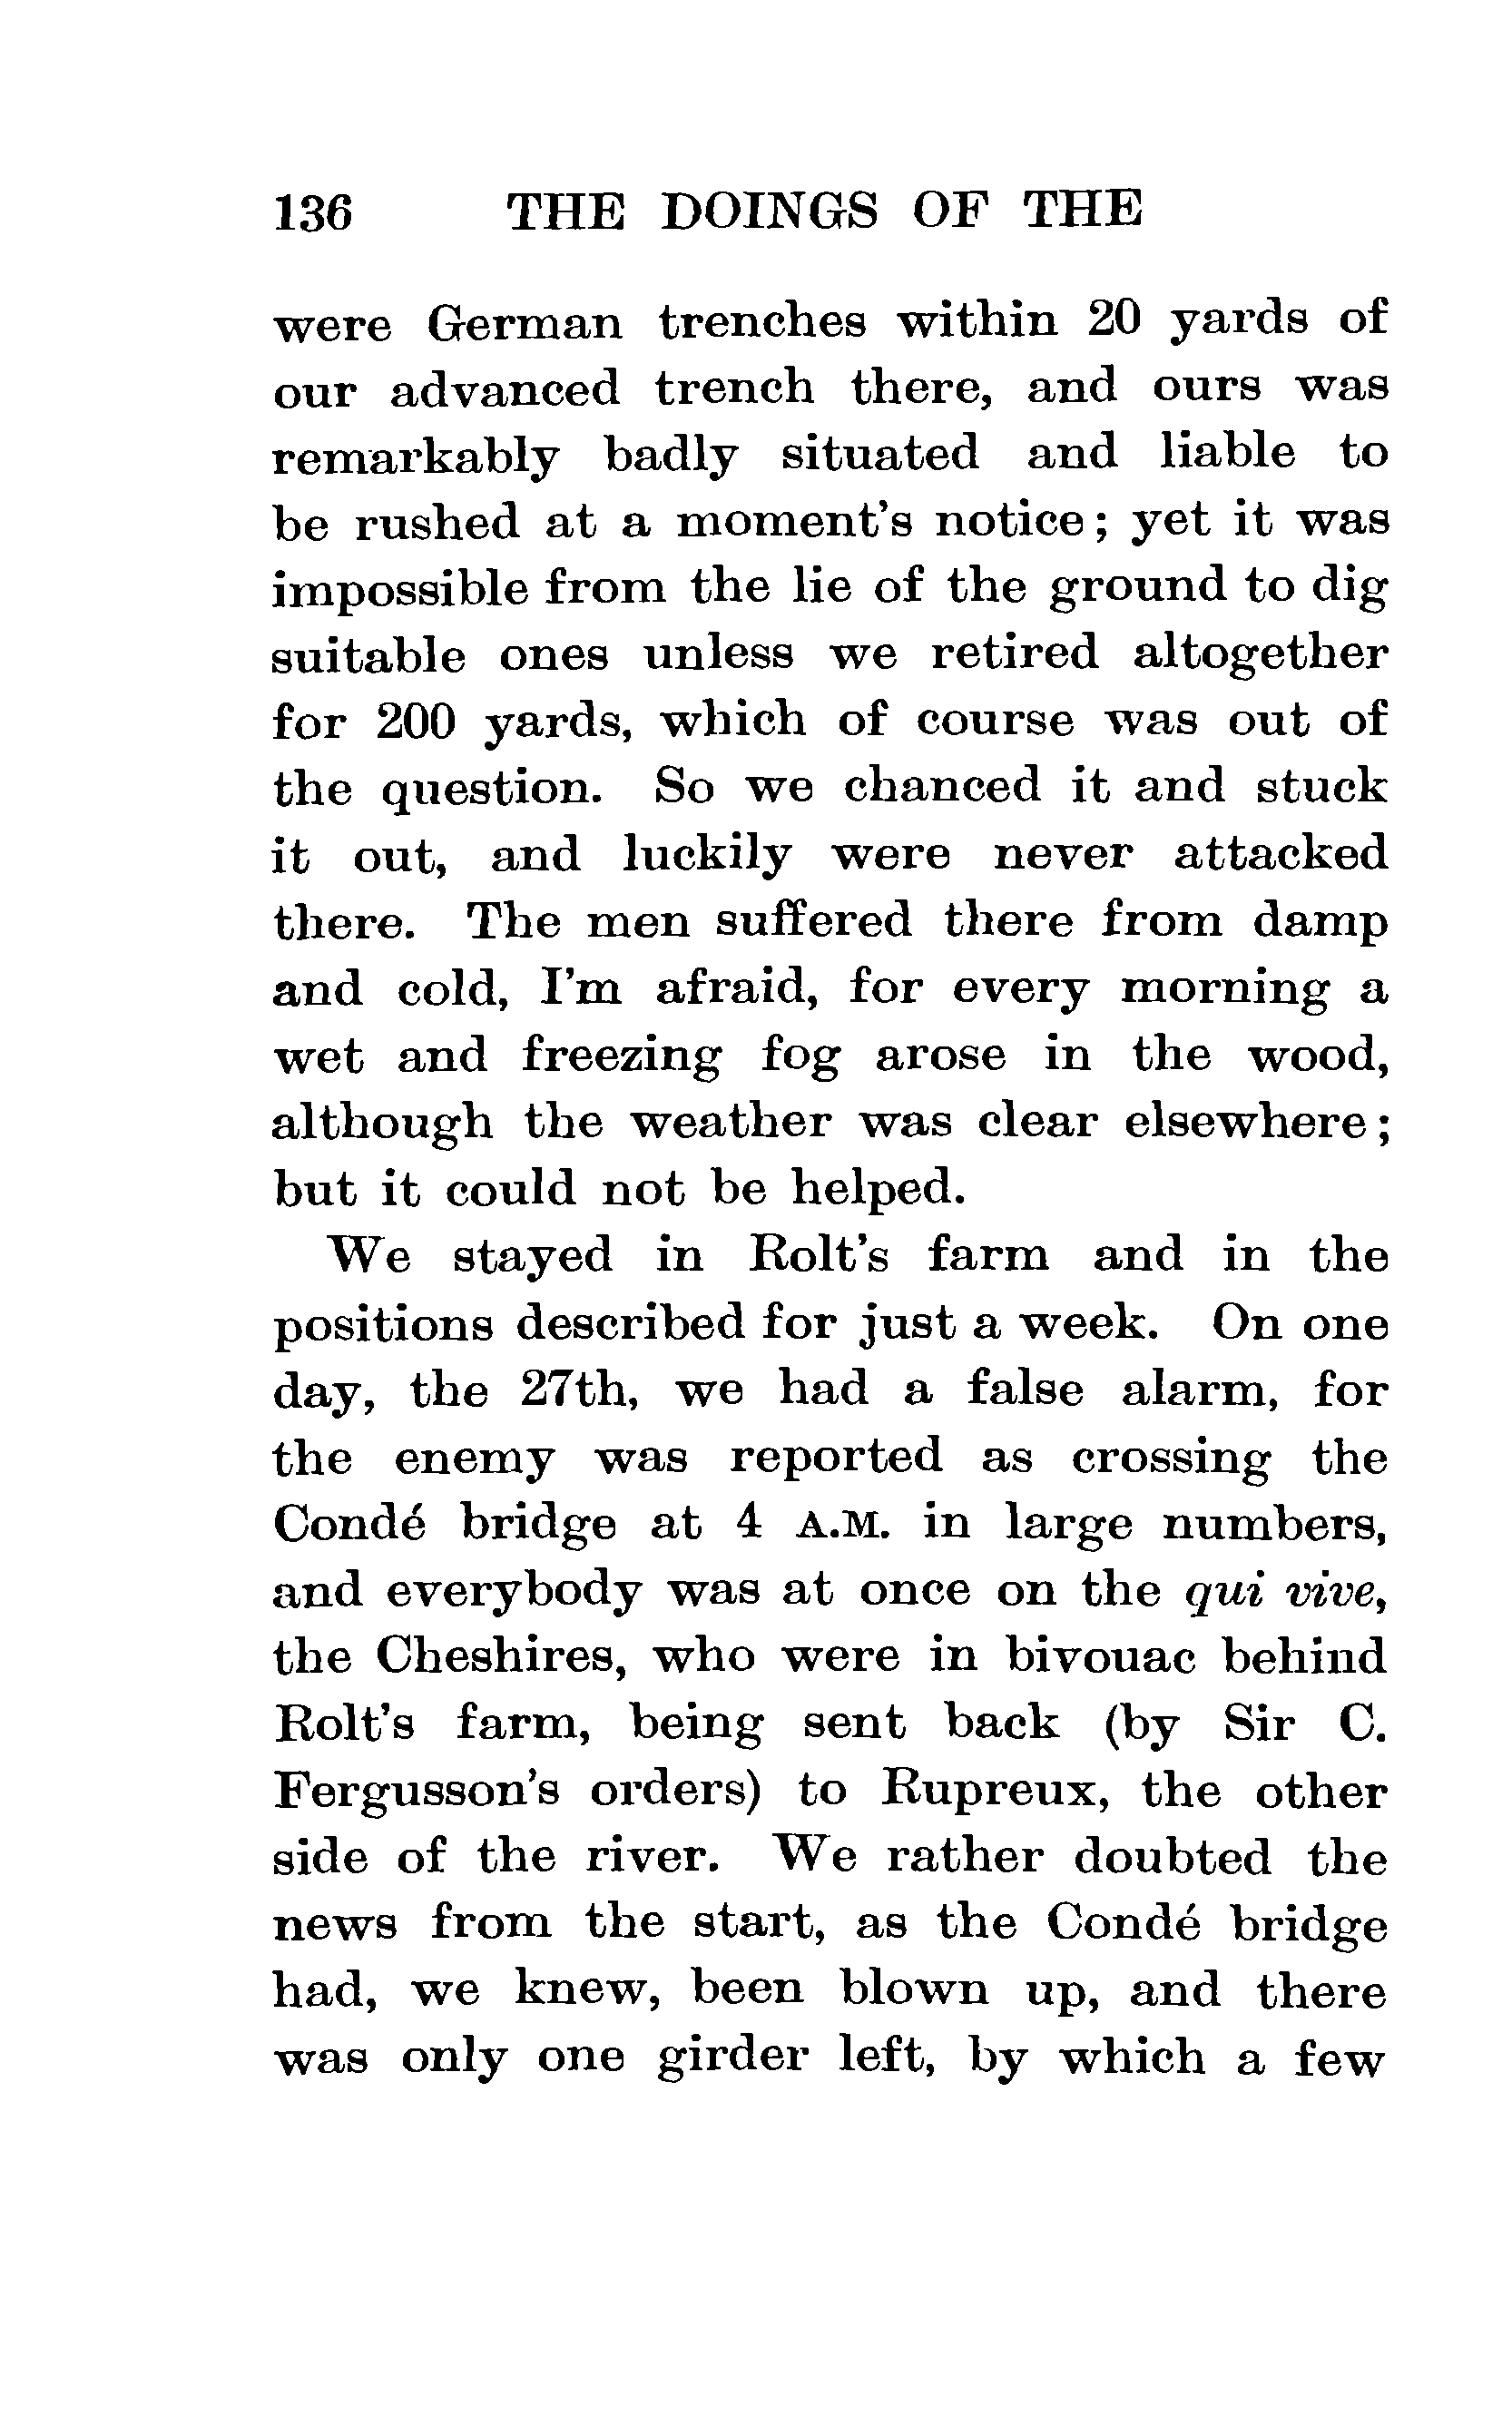 136 THE DOINGS OF THE
were German trenches within 20 yards of
our advanced trench there, and ours was
remarkably badly situated and liable to
be rushed at a moment's notice; yet it was
impossible from the lie of the ground to dig
suitable ones unless we retired altogether
for 200 yards, which of course was out of
the question. So we chanced it and stuck
it out, and luckily were never attacked
there. The men suffered there from damp
and cold, I'm afraid, for every morning a
wet and freezing fog arose in the wood,
although the weather was clear elsewhere;
but it could not be helped.
We stayed in Rolt's farm and in the
positions described for just a week. On one
day, the 27th, we had a false alarm, for
the enemy was reported as crossing the
Condé bridge at 4 A.M. in large numbers,
and everybody was at once on the qui vive,
the Cheshires, who were in bivouac behind
Rolt's farm, being sent back (by Sir C.
Fergusson's orders) to Rupreux, the other
side of the river. We rather doubted the
news from the start, as the Condé bridge
had, we knew, been blown up, and there
was only one girder left, by which a few